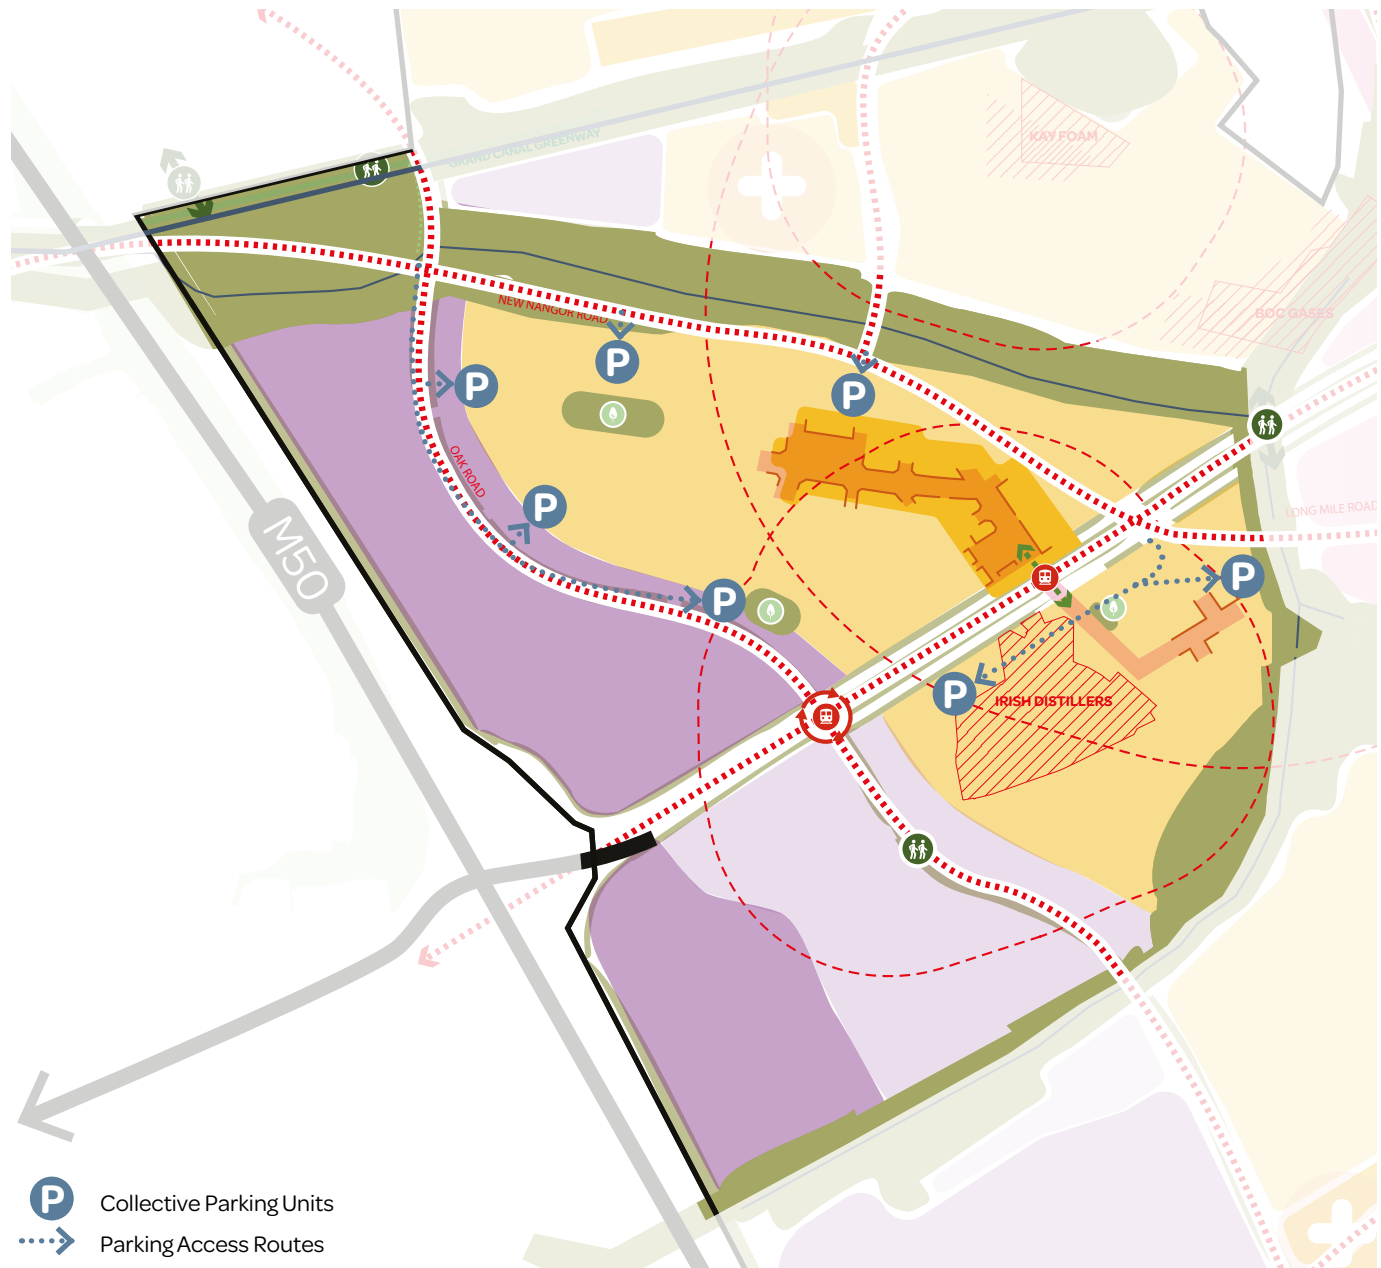 KAY FOAM
GRAND CANAL GREENWAY
NEW NANGOR ROAD
BOC GASES
P
P
P
OAK ROAD
P
LONG MILE ROAD
M50
P
P
P
IRISH DISTILLERS
P Collective Parking Units
Parking Access Routes